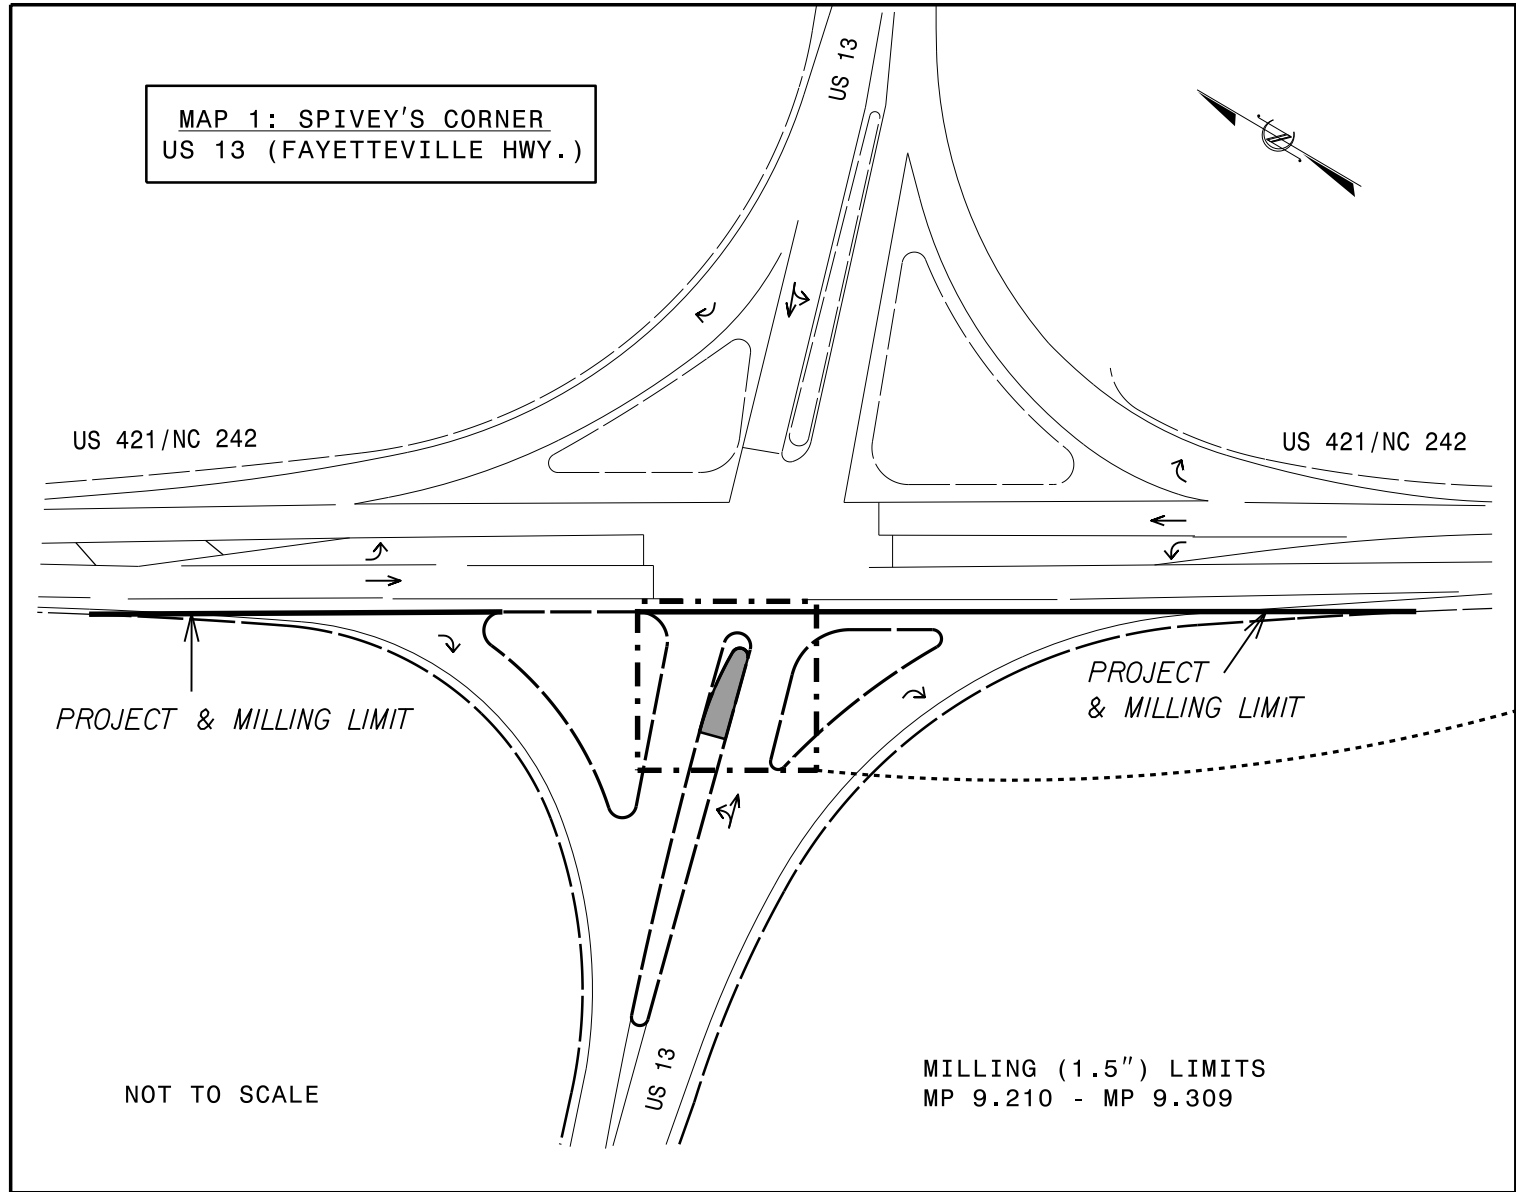 US 13
MAP 1: SPIVEY'S CORNER
US 13 (FAYETTEVILLE HWY.)
US 421/NC 242
US 421/NC 242
PROJECT & MILLING LIMIT
PROJECT
& MILLING LIMIT
US 13
NOT TO SCALE
MILLING (1.5") LIMITS
MP 9.210 - MP 9.309